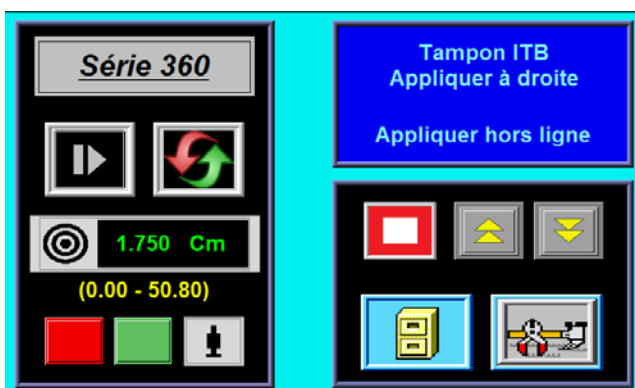 Série 360
1.750 Cm
(0.00 - 50.80)
Tampon ITB
Appliquer à droite
Appliquer hors ligne